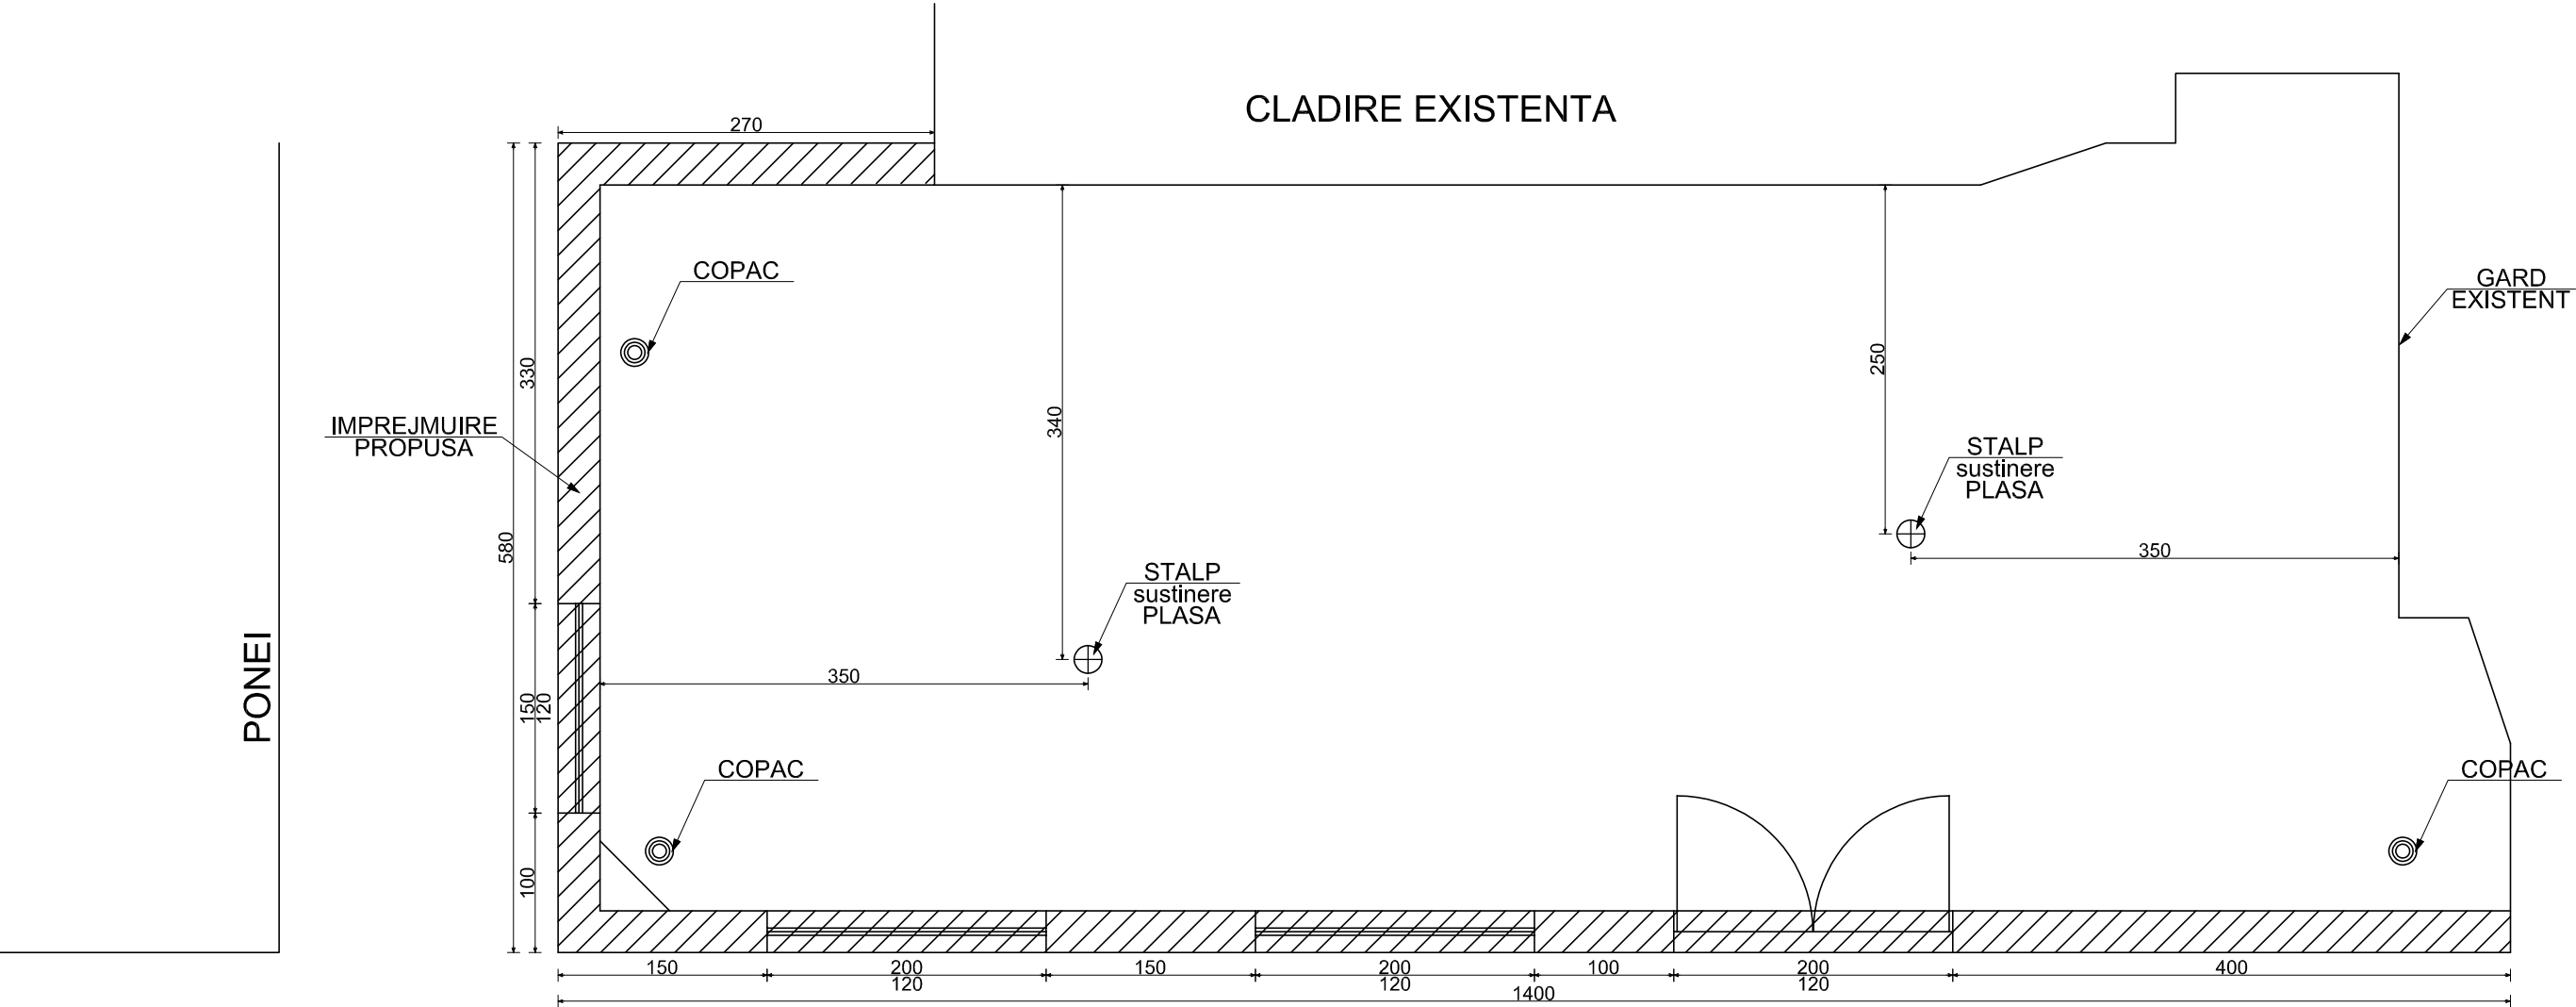 CLADIRE EXISTENTA
270
COPAC
GARD
EXISTENT
330
250
340
IMPREJMUIRE
PROPUSA
STALP
sustinere
PLASA
580
350
STALP
sustinere
PLASA
PONEI
350
150
120
COPAC
COPAC
100
150
200
120
150
200
120
100
200
120
400
1400